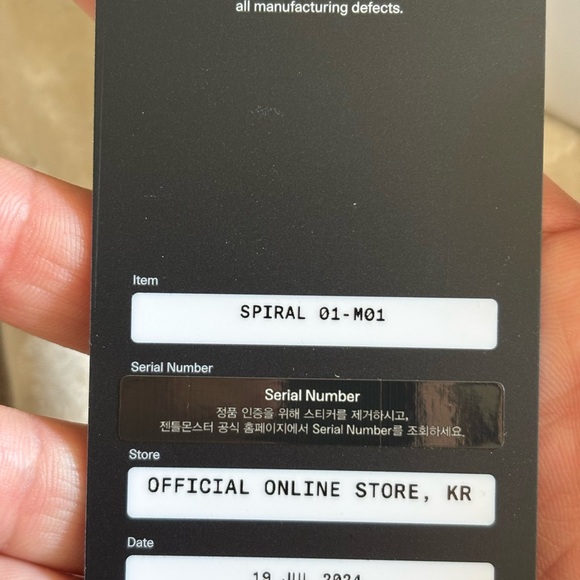 all manufacturing defects.
Item
SPIRAL 01-M01
Serial Number
Serial Number
정품 인증을 위해 스티커를 제거하시고,
젠틀몬스터 공식 홈페이지에서 Serial Number를 조회하세요.
Store
OFFICIAL ONLINE STORE, KR
Date
19 JUL 2024